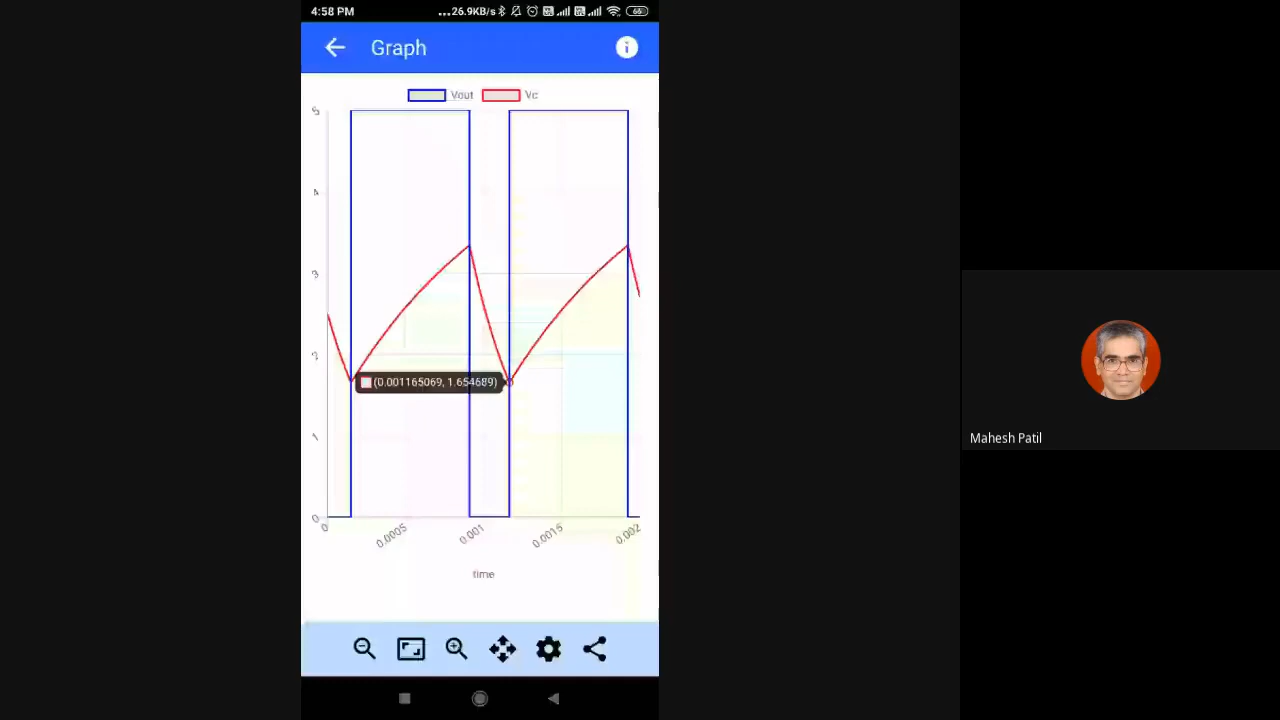 4:58 PM ...26.9KB/s 66
Graph
Vout Vc
5
4
3
2
1
0
0 0.0005 0.001 0.0015 0.002
time
(0.001165069, 1.654689)
Mahesh Patil